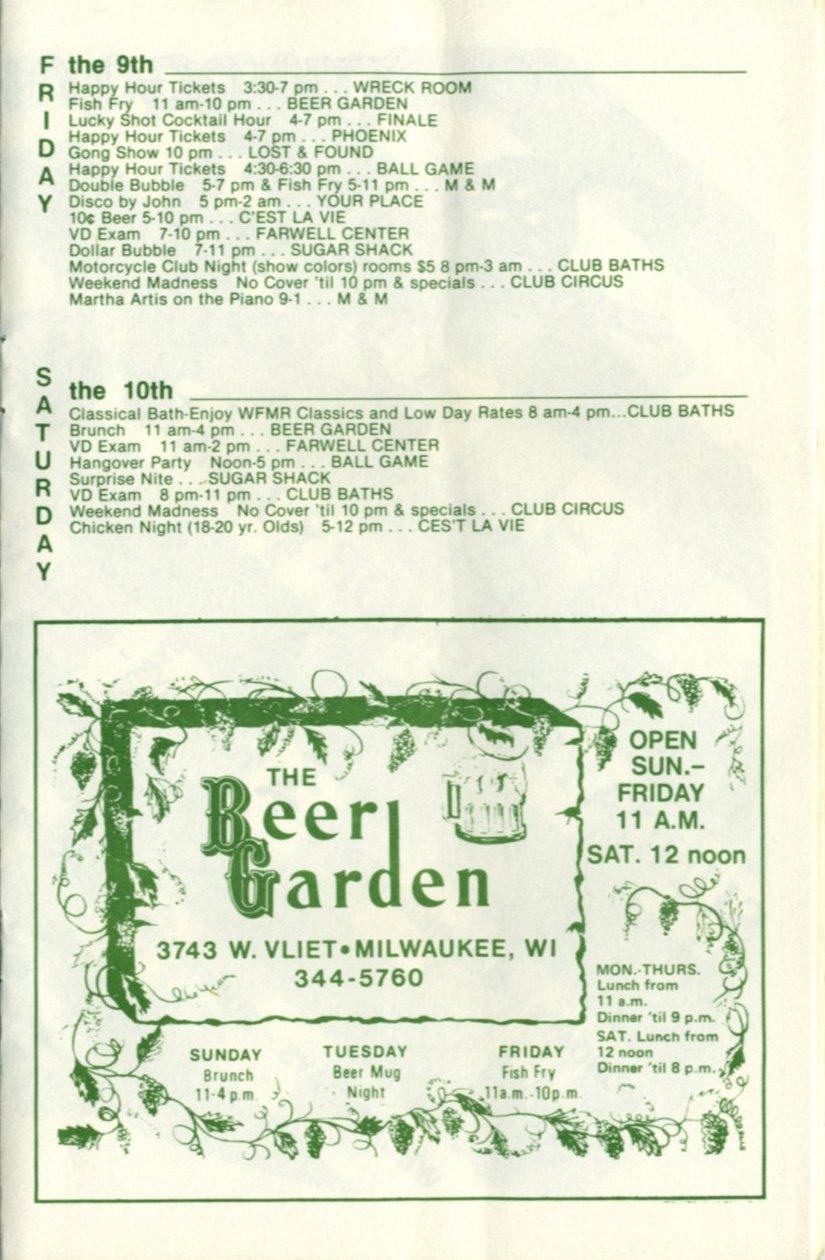 FRIDAY
the 9th
Happy Hour Tickets 3:30-7 pm . . . WRECK ROOM
Fish Fry 11 am-10 pm . . . BEER GARDEN
Lucky Shot Cocktail Hour 4-7 pm . . . FINALE
Happy Hour Tickets 4-7 pm . . . PHOENIX
Gong Show 10 pm . . . LOST & FOUND
Happy Hour Tickets 4:30-6:30 pm . . . BALL GAME
Double Bubble 5-7 pm & Fish Fry 5-11 pm . . . M & M
Disco by John 5 pm-2 am . . . YOUR PLACE
10¢ Beer 5-10 pm . . . C'EST LA VIE
VD Exam 7-10 pm . . . FARWELL CENTER
Dollar Bubble 7-11 pm . . . SUGAR SHACK
Motorcycle Club Night (show colors) rooms $5 8 pm-3 am . . . CLUB BATHS
Weekend Madness No Cover 'til 10 pm & specials . . . CLUB CIRCUS
Martha Artis on the Piano 9-1 . . . M & M
SATURDAY
the 10th
Classical Bath-Enjoy WFMR Classics and Low Day Rates 8 am-4 pm...CLUB BATHS
Brunch 11 am-4 pm . . . BEER GARDEN
VD Exam 11 am-2 pm . . . FARWELL CENTER
Hangover Party Noon-5 pm . . . BALL GAME
Surprise Nite . . . SUGAR SHACK
VD Exam 8 pm-11 pm . . . CLUB BATHS
Weekend Madness No Cover 'til 10 pm & specials . . . CLUB CIRCUS
Chicken Night (18-20 yr. Olds) 5-12 pm . . . CES'T LA VIE
THE
Beer
Garden
3743 W. VLIET • MILWAUKEE, WI
344-5760
OPEN
SUN.–
FRIDAY
11 A.M.
SAT. 12 noon
MON.-THURS.
Lunch from
11 a.m.
Dinner 'til 9 p.m.
SAT. Lunch from
12 noon
Dinner 'til 8 p.m.
SUNDAY
Brunch
11-4 p.m.
TUESDAY
Beer Mug
Night
FRIDAY
Fish Fry
11a.m.-10p.m.